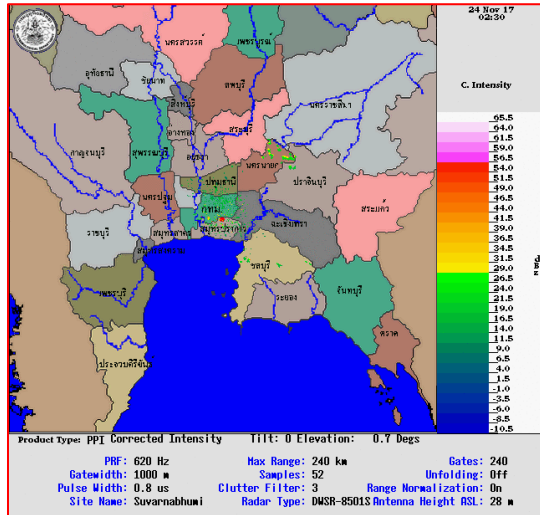 24 Nov 17
02:30
C. Intensity
นครสวรรค์
เพชรบูรณ์
อุทัยธานี
ชัยนาท
ลพบุรี
สิงห์บุรี
นครราชสีมา
อ่างทอง
สระบุรี
กาญจนบุรี
สุพรรณบุรี
อยุธยา
นครนายก
ปราจีนบุรี
ปทุมธานี
นครปฐม
กทม.
สระแก้ว
ฉะเชิงเทรา
ราชบุรี
สมุทรสาคร
สมุทรปราการ
สมุทรสงคราม
ชลบุรี
เพชรบุรี
ระยอง
จันทบุรี
ตราด
ประจวบคีรีขันธ์
65.5
64.0
61.5
59.0
56.5
54.0
51.5
49.0
46.5
44.0
41.5
39.0
36.5
34.0
31.5
29.0
26.5
24.0
21.5
19.0
16.5
14.0
11.5
9.0
6.5
4.0
1.5
-1.0
-3.5
-6.0
-8.5
-10.5
Product Type: PPI Corrected Intensity Tilt: 0 Elevation: 0.7 Degs
PRF: 620 Hz Max Range: 240 km Gates: 240
Gatewidth: 1000 m Samples: 52 Unfolding: Off
Pulse Width: 0.8 us Clutter Filter: 3 Range Normalization: On
Site Name: Suvarnabhumi Radar Type: DWSR-8501S Antenna Height ASL: 28 m